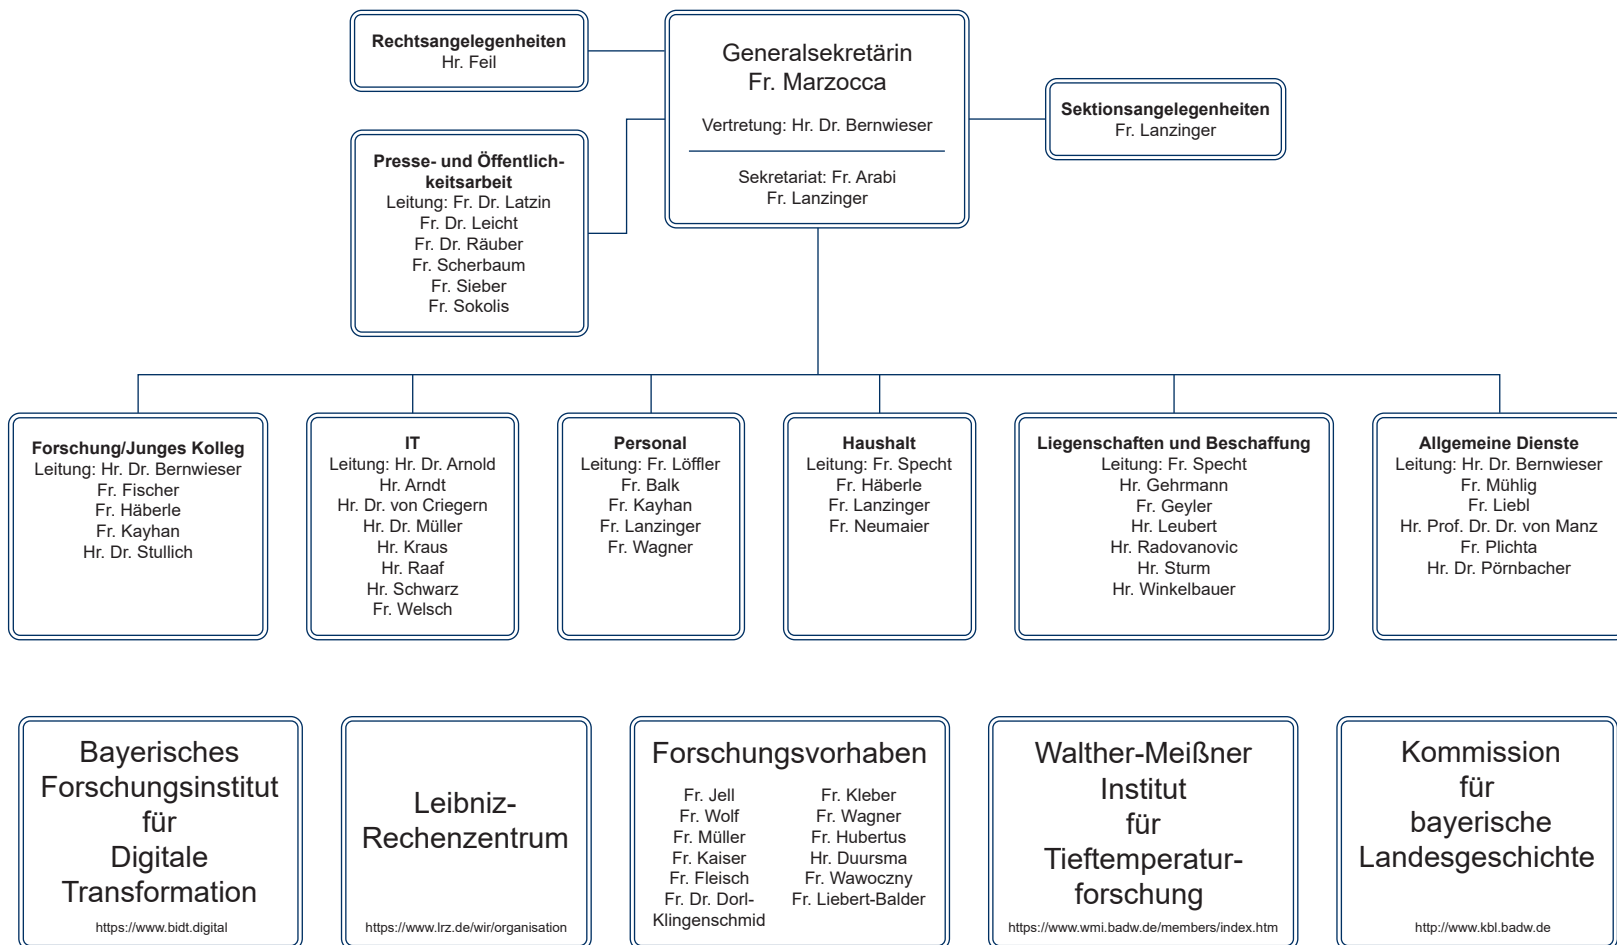 Rechtsangelegenheiten
Hr. Feil
Generalsekretärin
Fr. Marzocca
Vertretung: Hr. Dr. Bernwieser
Sekretariat: Fr. Arabi
Fr. Lanzinger
Sektionsangelegenheiten
Fr. Lanzinger
Presse- und Öffentlich-
keitsarbeit
Leitung: Fr. Dr. Latzin
Fr. Dr. Leicht
Fr. Dr. Räuber
Fr. Scherbaum
Fr. Sieber
Fr. Sokolis
Forschung/Junges Kolleg
Leitung: Hr. Dr. Bernwieser
Fr. Fischer
Fr. Häberle
Fr. Kayhan
Hr. Dr. Stullich
IT
Leitung: Hr. Dr. Arnold
Hr. Arndt
Hr. Dr. von Criegern
Hr. Dr. Müller
Hr. Kraus
Hr. Raaf
Hr. Schwarz
Fr. Welsch
Personal
Leitung: Fr. Löffler
Fr. Balk
Fr. Kayhan
Fr. Lanzinger
Fr. Wagner
Haushalt
Leitung: Fr. Specht
Fr. Häberle
Fr. Lanzinger
Fr. Neumaier
Liegenschaften und Beschaffung
Leitung: Fr. Specht
Hr. Gehrmann
Fr. Geyler
Hr. Leubert
Hr. Radovanovic
Hr. Sturm
Hr. Winkelbauer
Allgemeine Dienste
Leitung: Hr. Dr. Bernwieser
Fr. Mühlig
Fr. Liebl
Hr. Prof. Dr. Dr. von Manz
Fr. Plichta
Hr. Dr. Pörnbacher
Bayerisches
Forschungsinstitut
für
Digitale
Transformation
https://www.bidt.digital
Leibniz-
Rechenzentrum
https://www.lrz.de/wir/organisation
Forschungsvorhaben
Fr. Jell
Fr. Wolf
Fr. Müller
Fr. Kaiser
Fr. Fleisch
Fr. Dr. Dorl-
Klingenschmid
Fr. Kleber
Fr. Wagner
Fr. Hubertus
Hr. Duursma
Fr. Wawoczny
Fr. Liebert-Balder
Walther-Meißner
Institut
für
Tieftemperatur-
forschung
https://www.wmi.badw.de/members/index.htm
Kommission
für
bayerische
Landesgeschichte
http://www.kbl.badw.de